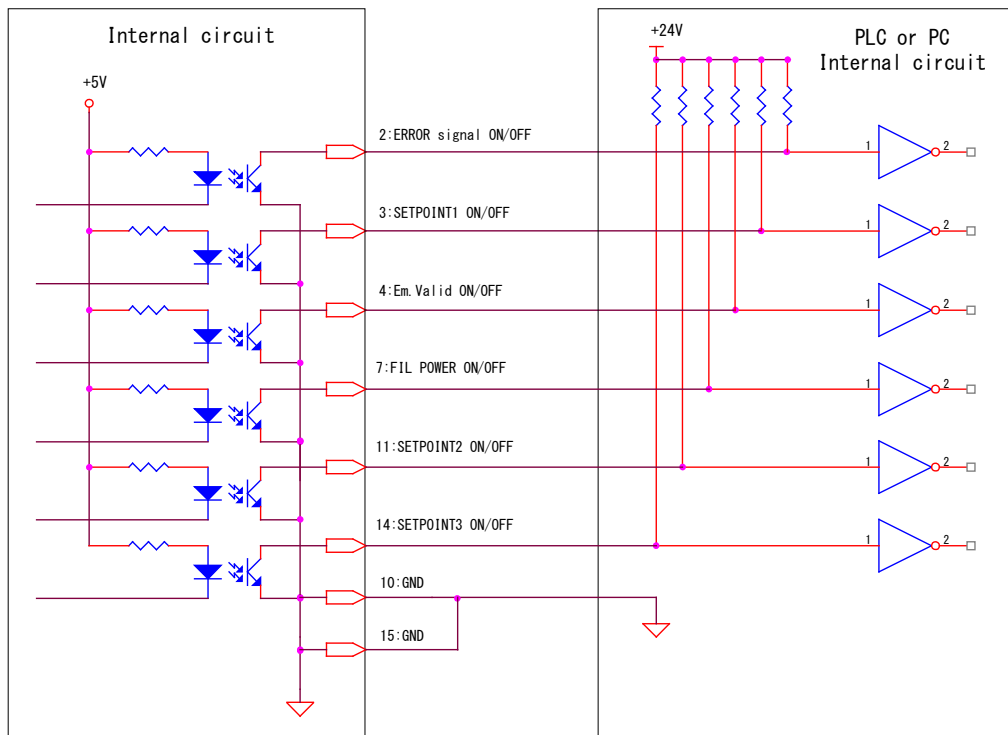 Internal circuit
PLC or PC
Internal circuit
+24V
+5V
2:ERROR signal ON/OFF
1
2
3:SETPOINT1 ON/OFF
1
2
4:Em.Valid ON/OFF
1
2
7:FIL POWER ON/OFF
1
2
11:SETPOINT2 ON/OFF
1
2
14:SETPOINT3 ON/OFF
1
2
10:GND
15:GND